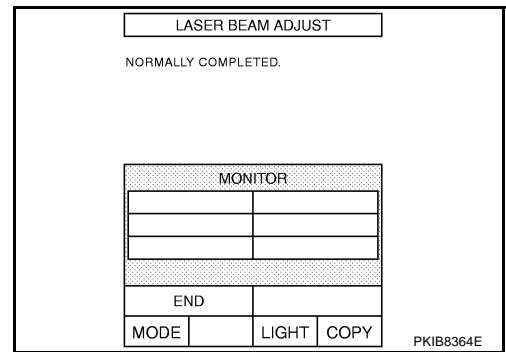 LASER BEAM ADJUST
NORMALLY COMPLETED.
MONITOR
END
MODE LIGHT COPY
PKIB8364E